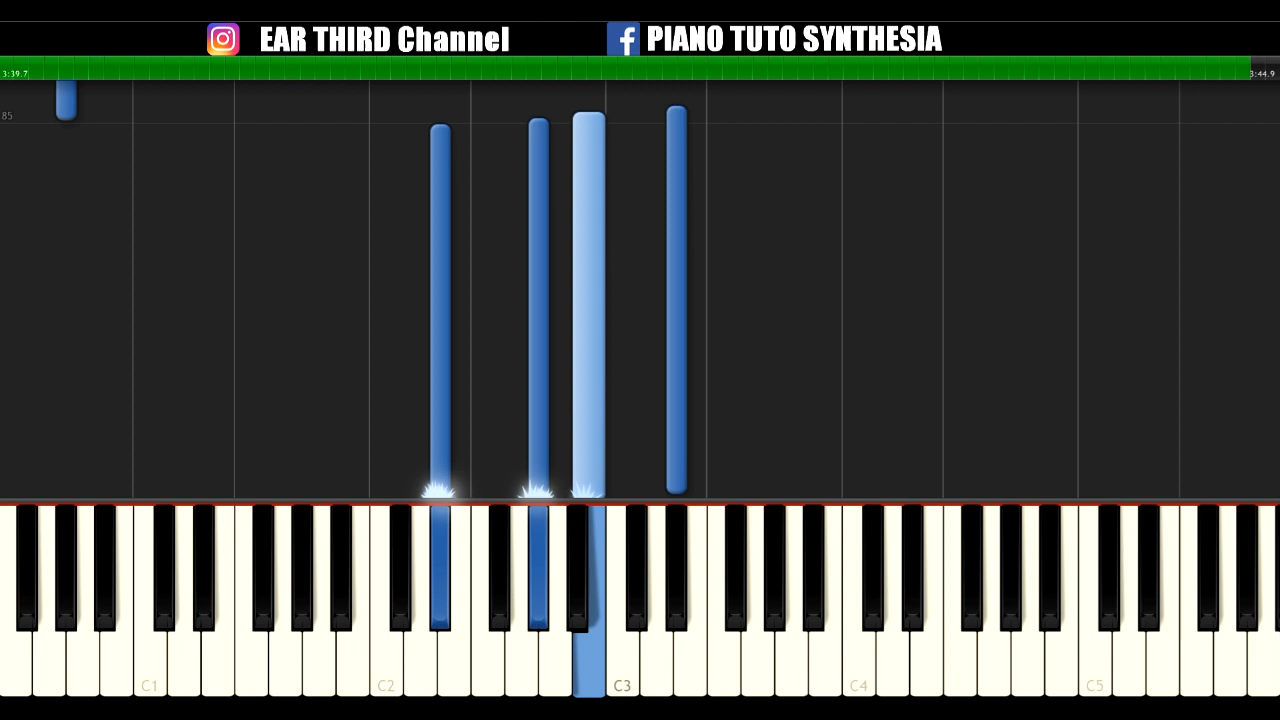 EAR THIRD Channel
PIANO TUTO SYNTHESIA
3:39.7
3:44.9
85
C1
C2
C3
C4
C5